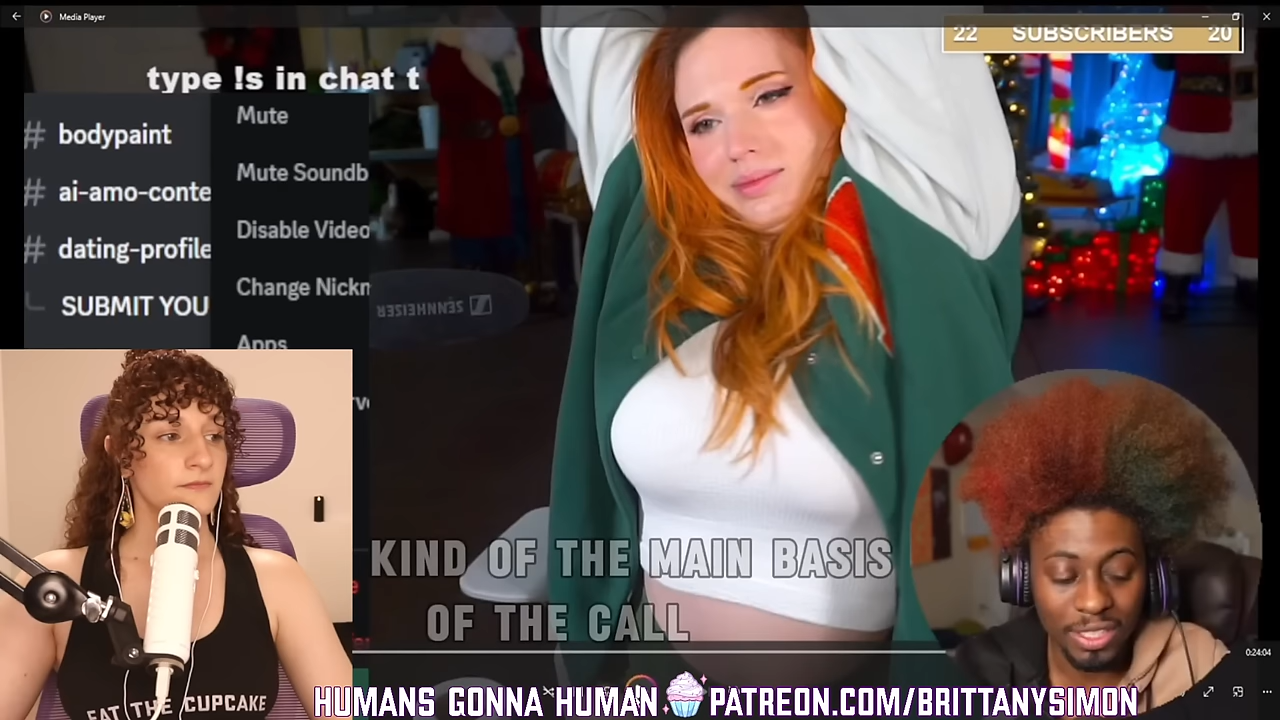 Media Player
22 SUBSCRIBERS 20
type !s in chat t
# bodypaint
# ai-amo-conte
# dating-profile
SUBMIT YOU
Mute
Mute Soundb
Disable Video
Change Nickn
Apps
SENNHEISER
KIND OF THE MAIN BASIS
OF THE CALL
0:24:04
EAT THE CUPCAKE
HUMANS GONNA HUMAN PATREON.COM/BRITTANYSIMON